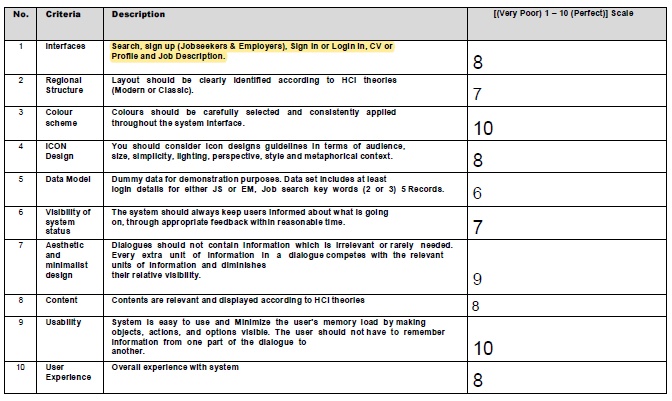 No. Criteria Description [(Very Poor) 1 – 10 (Perfect)] Scale
1 Interfaces Search, sign up (Jobseekers & Employers), Sign in or Login in, CV or
Profile and Job Description. 8
2 Regional Layout should be clearly identified according to HCI theories
Structure (Modern or Classic). 7
3 Colour Colours should be carefully selected and consistently applied
scheme throughout the system interface. 10
4 ICON You should consider icon designs guidelines in terms of audience,
Design size, simplicity, lighting, perspective, style and metaphorical context. 8
5 Data Model Dummy data for demonstration purposes. Data set includes at least
login details for either JS or EM, Job search key words (2 or 3) 5 Records. 6
6 Visibility of The system should always keep users informed about what is going
system on, through appropriate feedback within reasonable time.
status 7
7 Aesthetic Dialogues should not contain information which is irrelevant or rarely needed.
and Every extra unit of information in a dialogue competes with the relevant
minimalist units of information and diminishes
design their relative visibility. 9
8 Content Contents are relevant and displayed according to HCI theories 8
9 Usability System is easy to use and Minimize the user's memory load by making
objects, actions, and options visible. The user should not have to remember
information from one part of the dialogue to
another. 10
10 User Overall experience with system
Experience 8